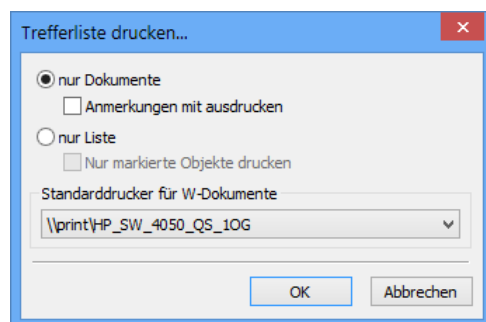 Trefferliste drucken...
nur Dokumente
Anmerkungen mit ausdrucken
nur Liste
Nur markierte Objekte drucken
Standarddrucker für W-Dokumente
\\print\HP_SW_4050_QS_1OG
OK Abbrechen